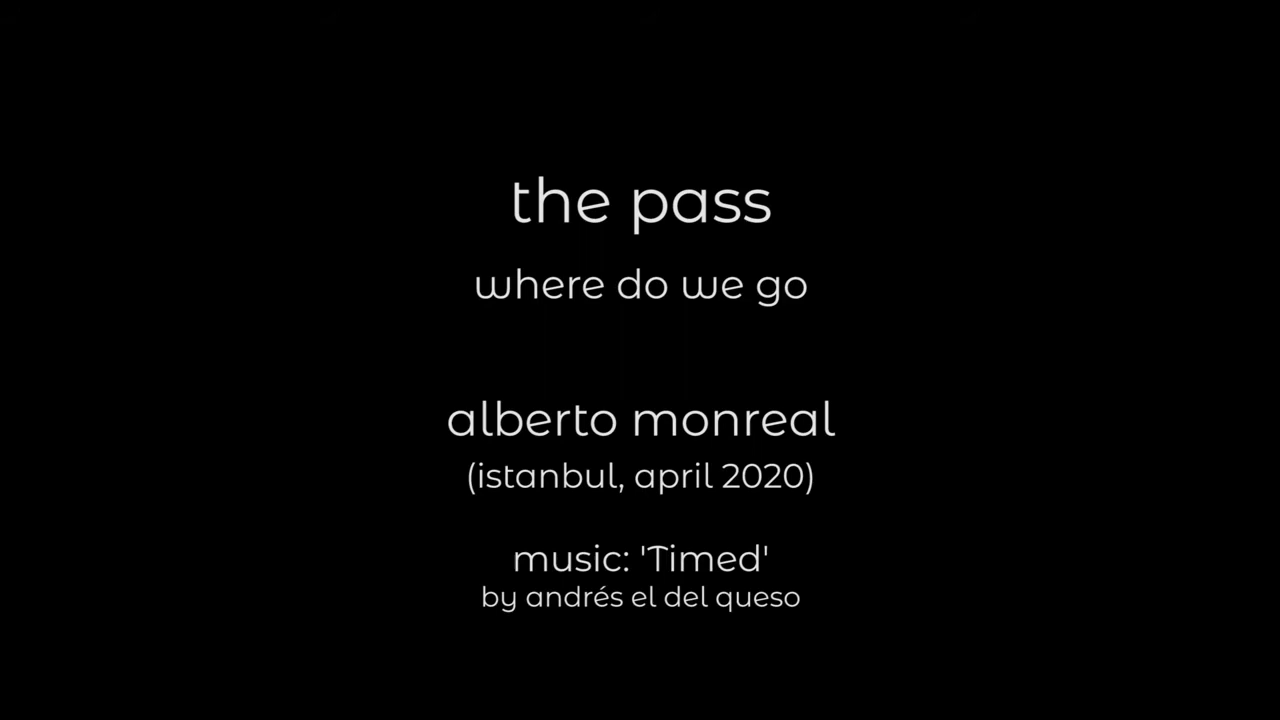 the pass
where do we go
alberto monreal
(istanbul, april 2020)
music: 'Timed'
by andrés el del queso